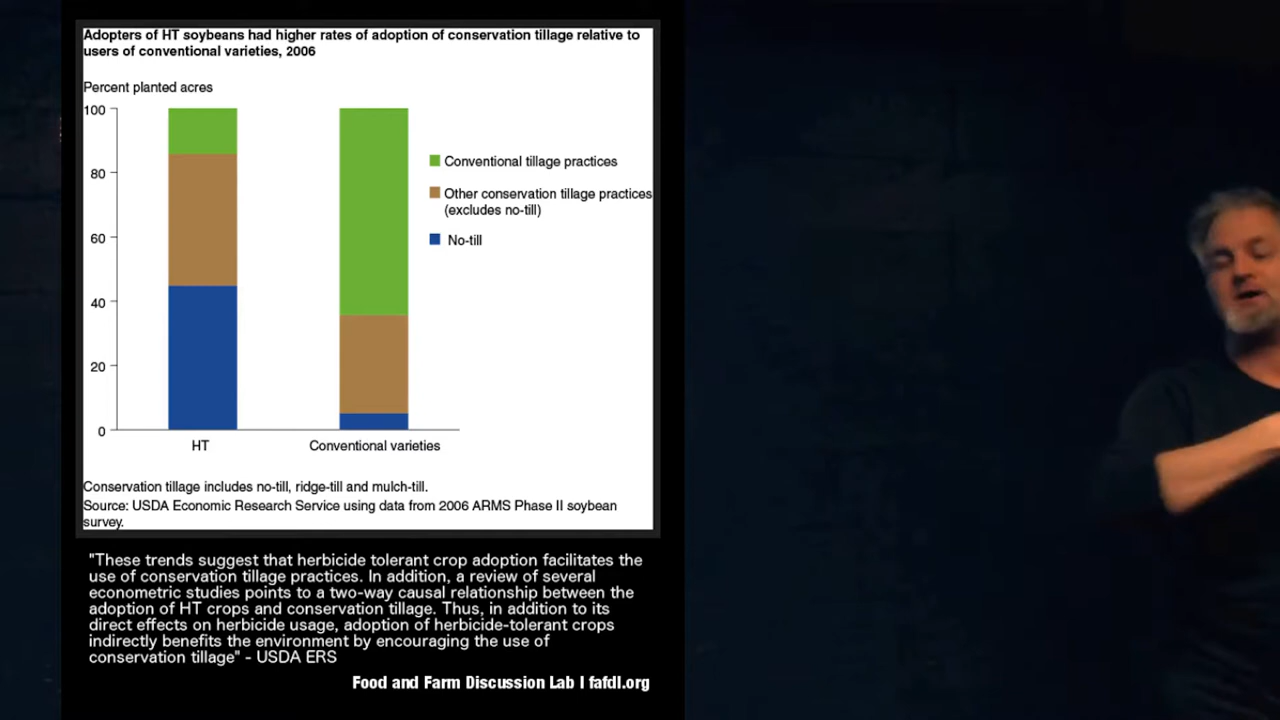 Adopters of HT soybeans had higher rates of adoption of conservation tillage relative to
users of conventional varieties, 2006
Percent planted acres
100
80
60
40
20
0
Conventional tillage practices
Other conservation tillage practices
(excludes no-till)
No-till
HT
Conventional varieties
Conservation tillage includes no-till, ridge-till and mulch-till.
Source: USDA Economic Research Service using data from 2006 ARMS Phase II soybean
survey.
"These trends suggest that herbicide tolerant crop adoption facilitates the
use of conservation tillage practices. In addition, a review of several
econometric studies points to a two-way causal relationship between the
adoption of HT crops and conservation tillage. Thus, in addition to its
direct effects on herbicide usage, adoption of herbicide-tolerant crops
indirectly benefits the environment by encouraging the use of
conservation tillage" - USDA ERS
Food and Farm Discussion Lab | fafdl.org